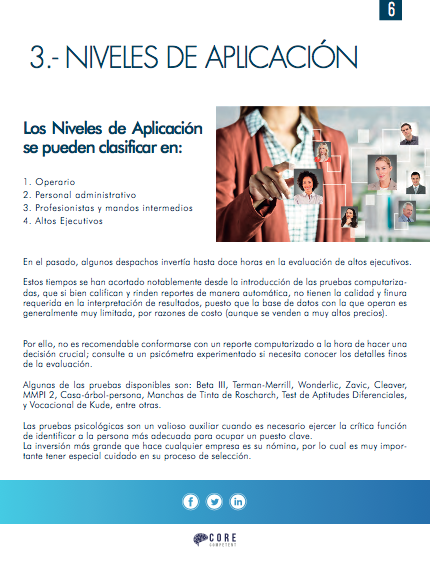 6
3.- NIVELES DE APLICACIÓN
Los Niveles de Aplicación
se pueden clasificar en:
1. Operario
2. Personal administrativo
3. Profesionistas y mandos intermedios
4. Altos Ejecutivos
En el pasado, algunos despachos invertía hasta doce horas en la evaluación de altos ejecutivos.
Estos tiempos se han acortado notablemente desde la introducción de las pruebas computariza-
das, que si bien califican y rinden reportes de manera automática, no tienen la calidad y finura
requerida en la interpretación de resultados, puesto que la base de datos con la que operan es
generalmente muy limitada, por razones de costo (aunque se venden a muy altos precios).
Por ello, no es recomendable conformarse con un reporte computarizado a la hora de hacer una
decisión crucial; consulte a un psicómetra experimentado si necesita conocer los detalles finos
de la evaluación.
Algunas de las pruebas disponibles son: Beta III, Terman-Merrill, Wonderlic, Zavic, Cleaver,
MMPI 2, Casa-árbol-persona, Manchas de Tinta de Roscharch, Test de Aptitudes Diferenciales,
y Vocacional de Kude, entre otras.
Las pruebas psicológicas son un valioso auxiliar cuando es necesario ejercer la crítica función
de identificar a la persona más adecuada para ocupar un puesto clave.
La inversión más grande que hace cualquier empresa es su nómina, por lo cual es muy impor-
tante tener especial cuidado en su proceso de selección.
CORE
COMPETENT